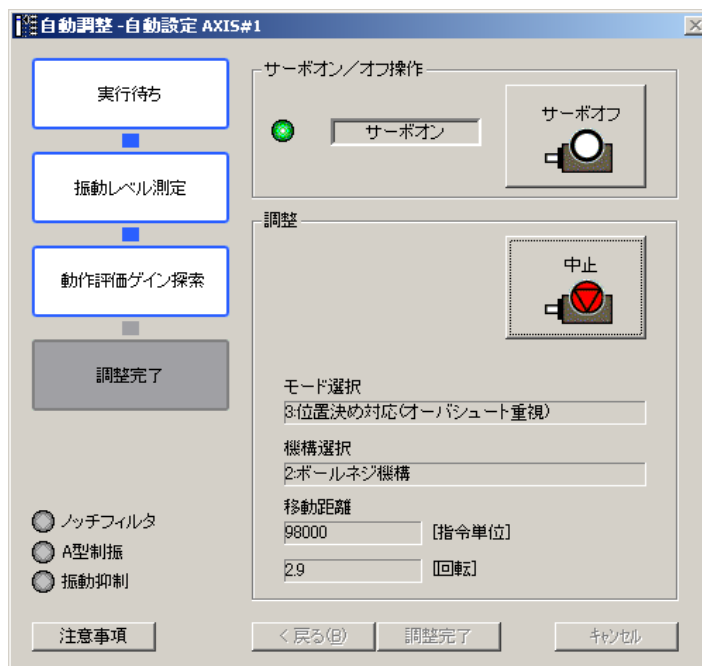 自動調整 -自動設定 AXIS#1
実行待ち
振動レベル測定
動作評価ゲイン探索
調整完了
ノッチフィルタ
A型制振
振動抑制
注意事項
サーボオン／オフ操作
サーボオン
サーボオフ
調整
中止
モード選択
3:位置決め対応(オーバシュート重視)
機構選択
2:ボールネジ機構
移動距離
98000 [指令単位]
2.9 [回転]
< 戻る(B) 調整完了 キャンセル